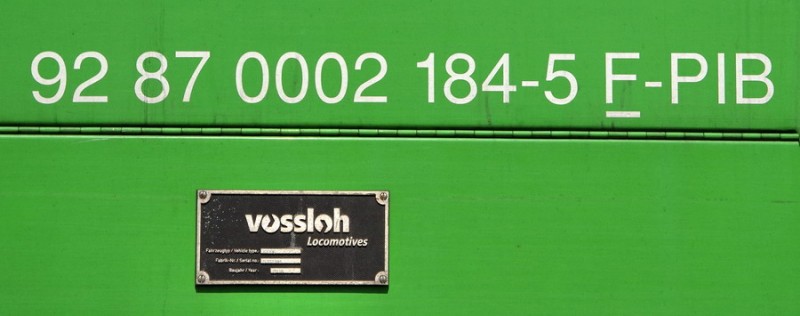 92 87 0002 184-5 F-PIB
vossloh
Locomotives
Fahrzeugtyp / Vehicle type:
Fabrik-Nr. / Serial no.:
Baujahr / Year: